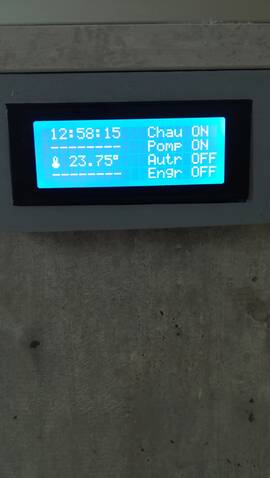 12:58:15 Chau ON
-------- Pomp ON
23.75° Autr OFF
-------- Engr OFF